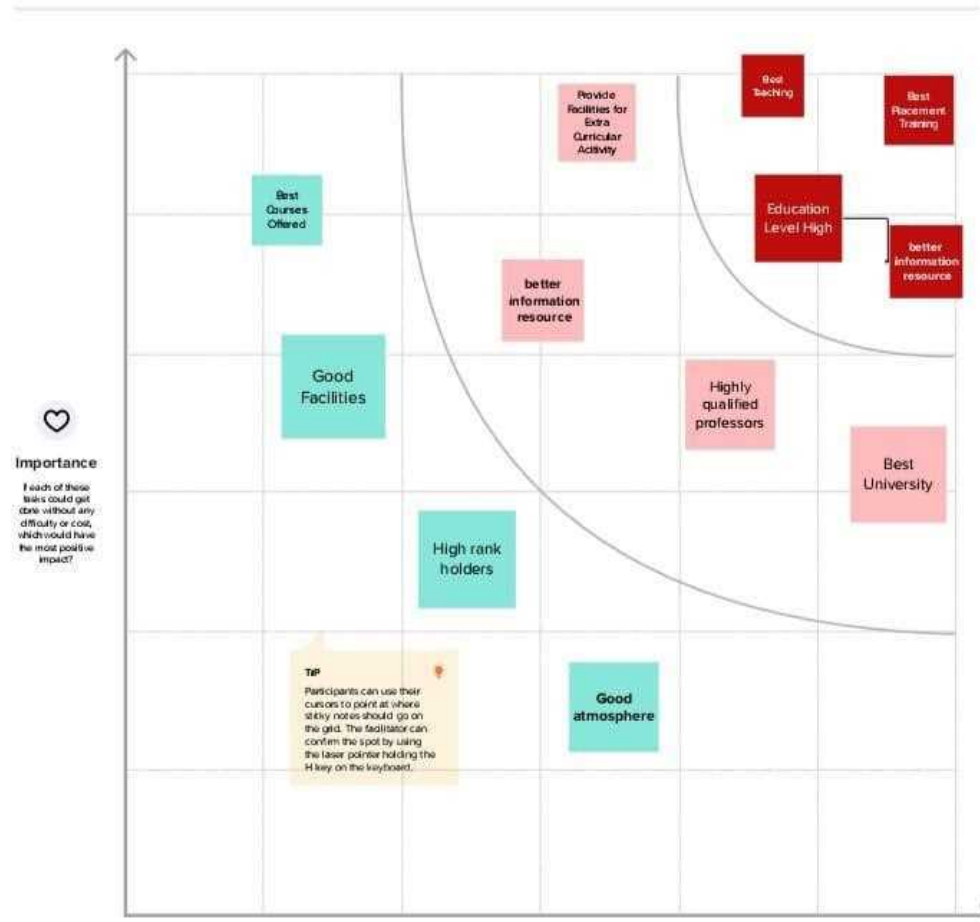 Best
Teaching
Best
Placement
Training
Provide
Facilities for
Extra
Curricular
Acitivity
Best
Courses
Offered
Education
Level High
better
information
resource
better
information
resource
Good
Facilities
Highly
qualified
professors
Best
University
Importance
If each of these
tasks could get
done without any
difficulty or cost,
which would have
the most positive
impact?
High rank
holders
TIP
Participants can use their
cursors to point at where
sticky notes should go on
the grid. The facilitator can
confirm the spot by using
the laser pointer holding the
H key on the keyboard.
Good
atmosphere